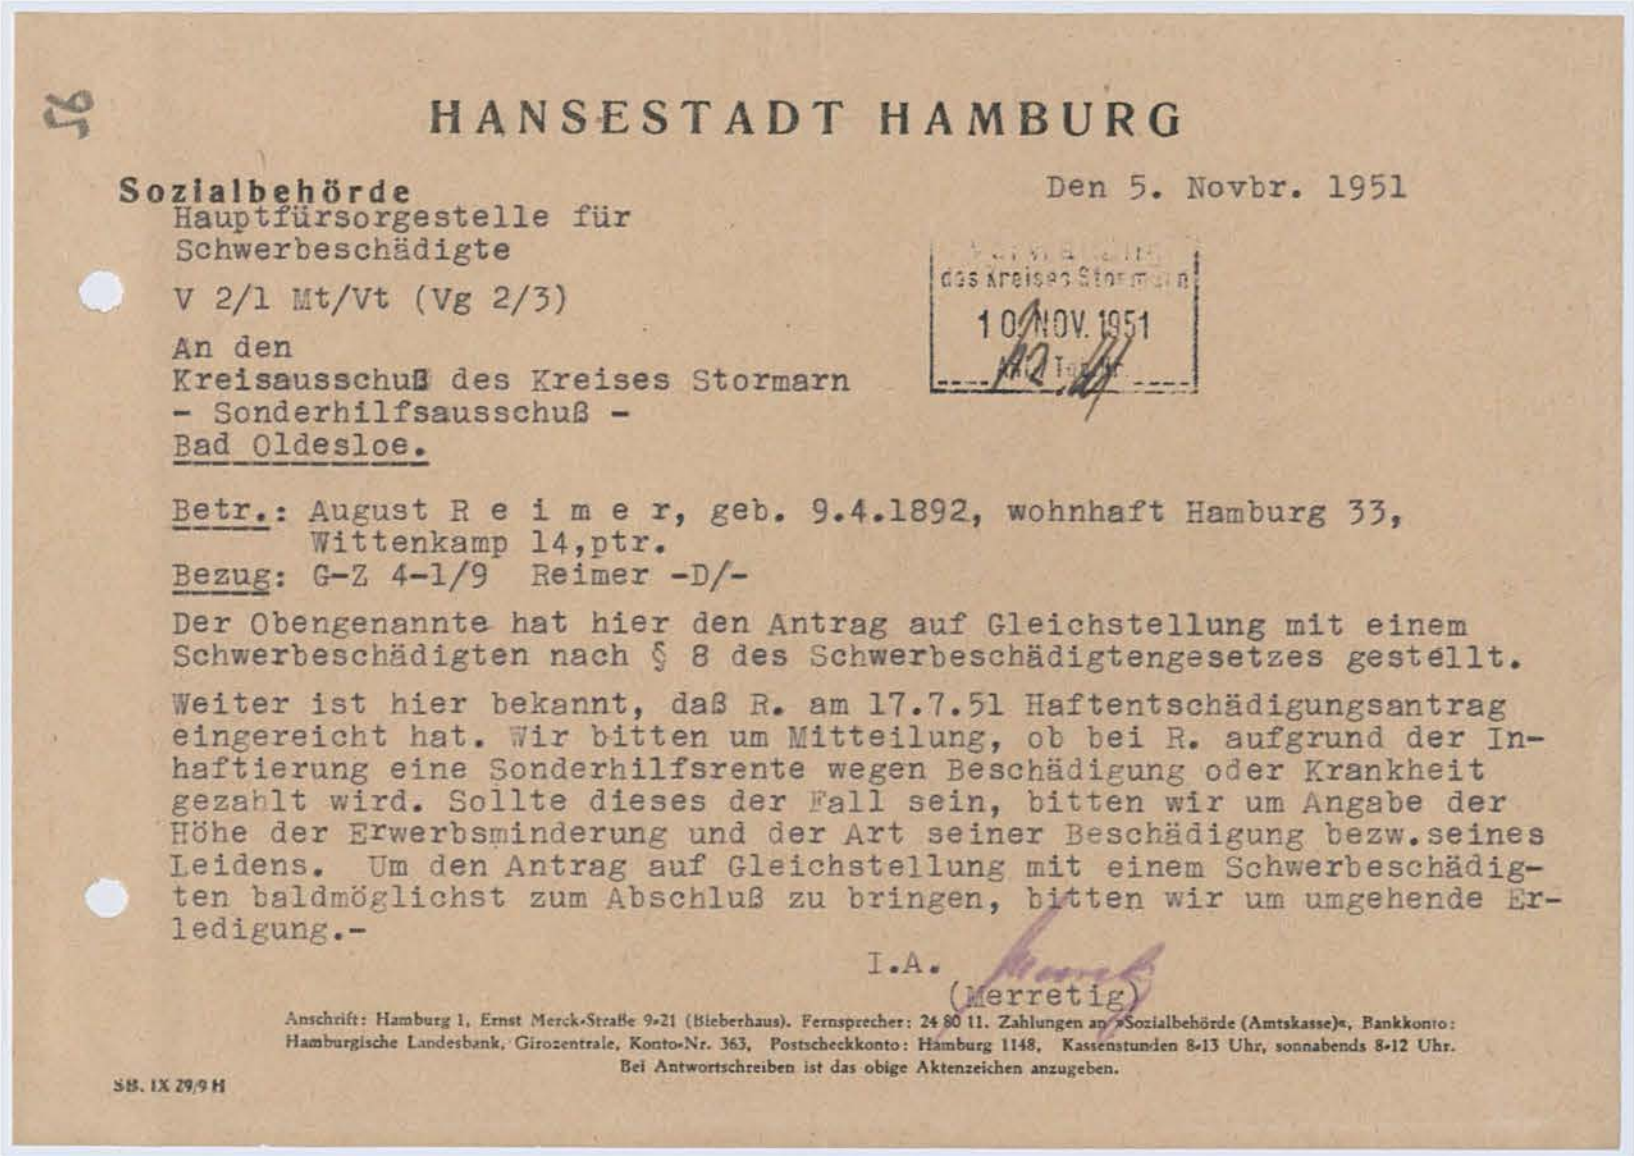 56
HANSESTADT HAMBURG
Sozialbehörde
Den 5. Novbr. 1951
Hauptfürsorgestelle für
Schwerbeschädigte
V 2/1 Mt/Vt (Vg 2/3)
des Kreises Stormarn
10. NOV. 1951
An den
Kreisausschuß des Kreises Stormarn
- Sonderhilfsausschuß -
Bad Oldesloe.
Betr.: August R e i m e r, geb. 9.4.1892, wohnhaft Hamburg 33,
Wittenkamp 14,ptr.
Bezug: G-Z 4-1/9 Reimer -D/-
Der Obengenannte hat hier den Antrag auf Gleichstellung mit einem
Schwerbeschädigten nach § 8 des Schwerbeschädigtengesetzes gestellt.
Weiter ist hier bekannt, daß R. am 17.7.51 Haftentschädigungsantrag
eingereicht hat. Wir bitten um Mitteilung, ob bei R. aufgrund der In-
haftierung eine Sonderhilfsrente wegen Beschädigung oder Krankheit
gezahlt wird. Sollte dieses der Fall sein, bitten wir um Angabe der
Höhe der Erwerbsminderung und der Art seiner Beschädigung bezw.seines
Leidens. Um den Antrag auf Gleichstellung mit einem Schwerbeschädig-
ten baldmöglichst zum Abschluß zu bringen, bitten wir um umgehende Er-
ledigung.-
I.A.
(Merretig)
Anschrift: Hamburg 1, Ernst Merck-Straße 9-21 (Bieberhaus). Fernsprecher: 24 80 11. Zahlungen an »Sozialbehörde (Amtskasse)«, Bankkonto:
Hamburgische Landesbank, Girozentrale, Konto-Nr. 363, Postscheckkonto: Hamburg 1148, Kassenstunden 8-13 Uhr, sonnabends 8-12 Uhr.
Bei Antwortschreiben ist das obige Aktenzeichen anzugeben.
SB. IX 29/9 H